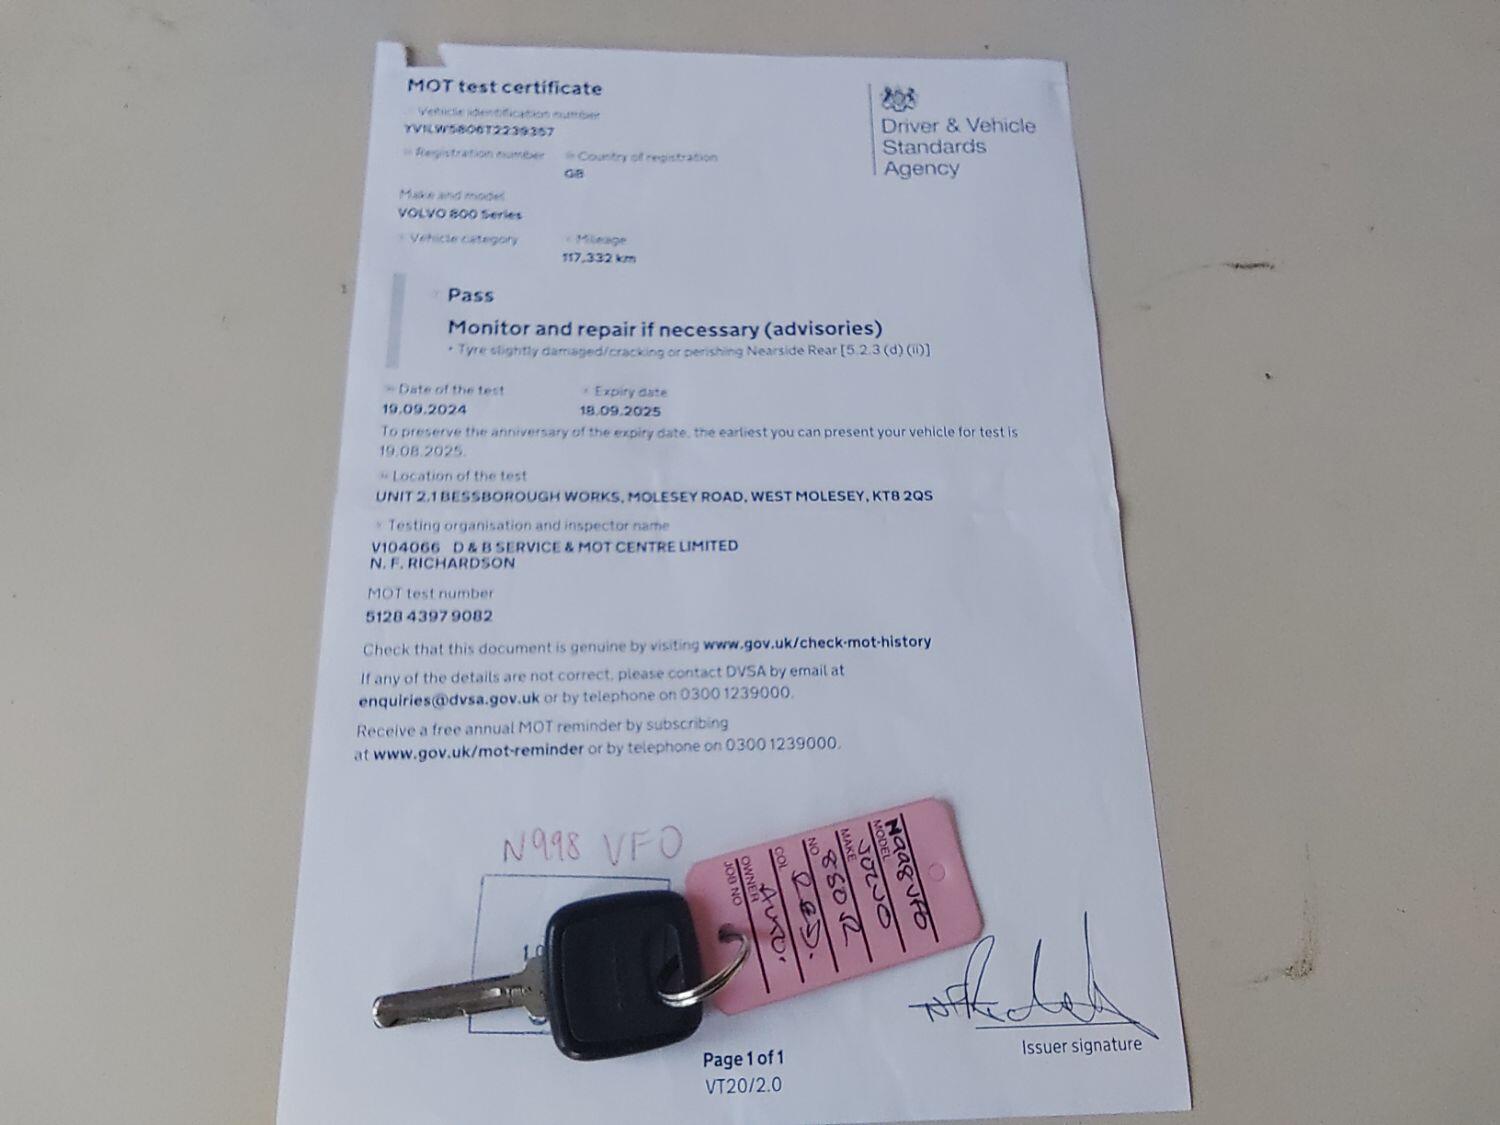 MOT test certificate
Vehicle identification number
YV1LW5806T2239357
Driver & Vehicle
Standards
Agency
Registration number
Country of registration
GB
Make and model
VOLVO 800 Series
Vehicle category
Mileage
117,332 km
Pass
Monitor and repair if necessary (advisories)
• Tyre slightly damaged/cracking or perishing Nearside Rear [5.2.3 (d) (ii)]
Date of the test
Expiry date
19.09.2024
18.09.2025
To preserve the anniversary of the expiry date, the earliest you can present your vehicle for test is
19.08.2025.
Location of the test
UNIT 2.1 BESSBOROUGH WORKS, MOLESEY ROAD, WEST MOLESEY, KT8 2QS
Testing organisation and inspector name
V104066 D & B SERVICE & MOT CENTRE LIMITED
N. F. RICHARDSON
MOT test number
5128 4397 9082
Check that this document is genuine by visiting www.gov.uk/check-mot-history
If any of the details are not correct, please contact DVSA by email at
enquiries@dvsa.gov.uk or by telephone on 0300 1239000.
Receive a free annual MOT reminder by subscribing
at www.gov.uk/mot-reminder or by telephone on 0300 1239000.
N998 VFO
N998VFO
MODEL
VOLVO
MAKE
850R
NO
RED.
COL
AUTO.
OWNER
JOB NO
Issuer signature
Page 1 of 1
VT20/2.0